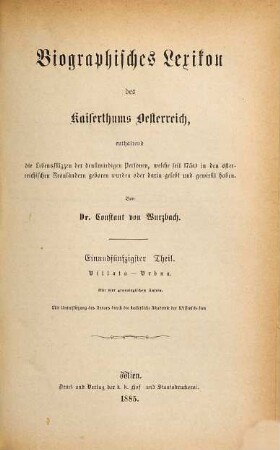 Biographisches Lexikon
des
Kaiserthums Oesterreich,
enthaltend
die Lebensskizzen der denkwürdigen Personen, welche seit 1750 in den öster-
reichischen Kronländern geboren wurden oder darin gelebt und gewirkt haben.
Von
Dr. Constant von Wurzbach.
Einundfünfzigster Theil.
Villata – Vrbna.
Mit genealogischen Tafeln.
Mit Unterstützung des Autors durch die kaiserliche Akademie der Wissenschaften.
Wien.
Druck und Verlag der k. k. Hof- und Staatsdruckerei.
1885.